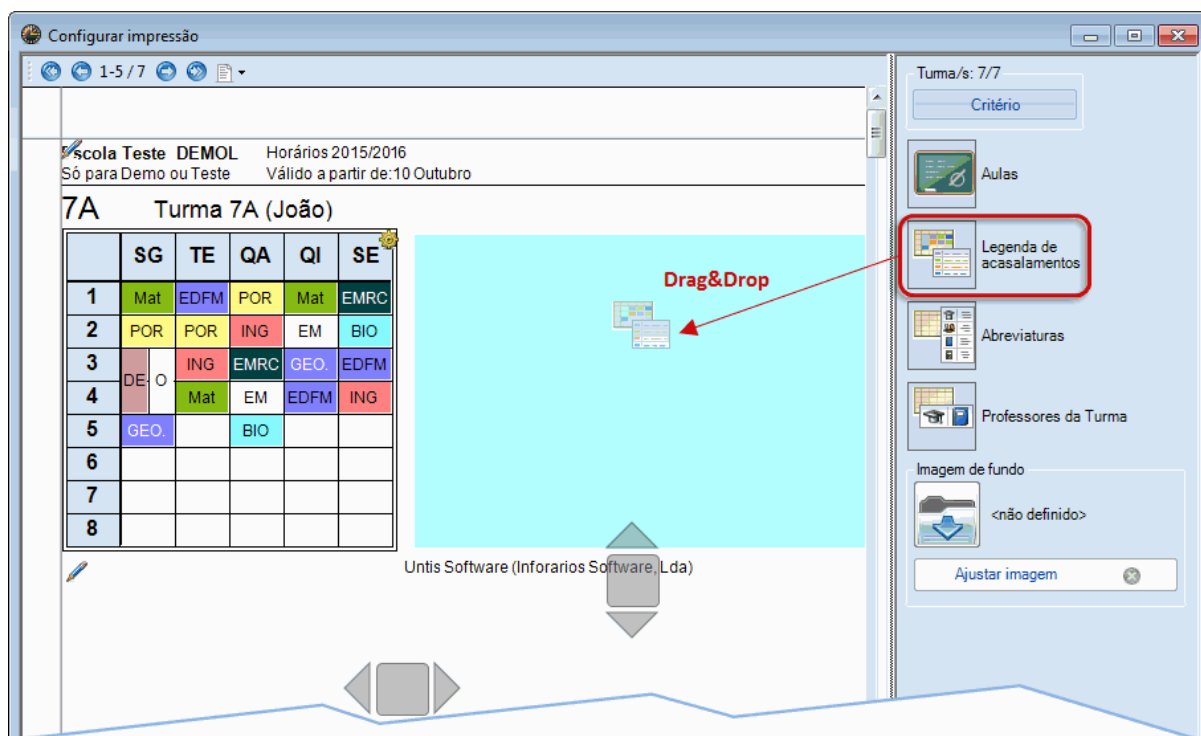 Configurar impressão
1-5 / 7
Escola Teste DEMOL Horários 2015/2016
Só para Demo ou Teste Válido a partir de:10 Outubro
7A Turma 7A (João)
SG TE QA QI SE
1 Mat EDFM POR Mat EMRC
2 POR POR ING EM BIO
3 DE- O ING EMRC GEO. EDFM
4 Mat EM EDFM ING
5 GEO. BIO
6
7
8
Drag&Drop
Untis Software (Inforarios Software, Lda)
Turma/s: 7/7
Critério
Aulas
Legenda de
acasalamentos
Abreviaturas
Professores da Turma
Imagem de fundo
<não definido>
Ajustar imagem